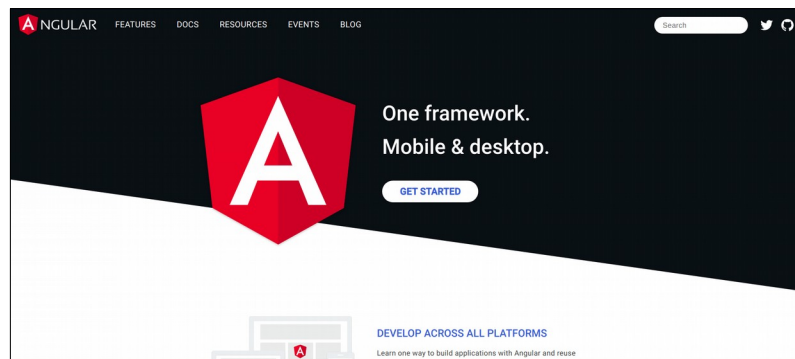 ANGULAR FEATURES DOCS RESOURCES EVENTS BLOG Search
A
One framework.
Mobile & desktop.
GET STARTED
DEVELOP ACROSS ALL PLATFORMS
Learn one way to build applications with Angular and reuse
A